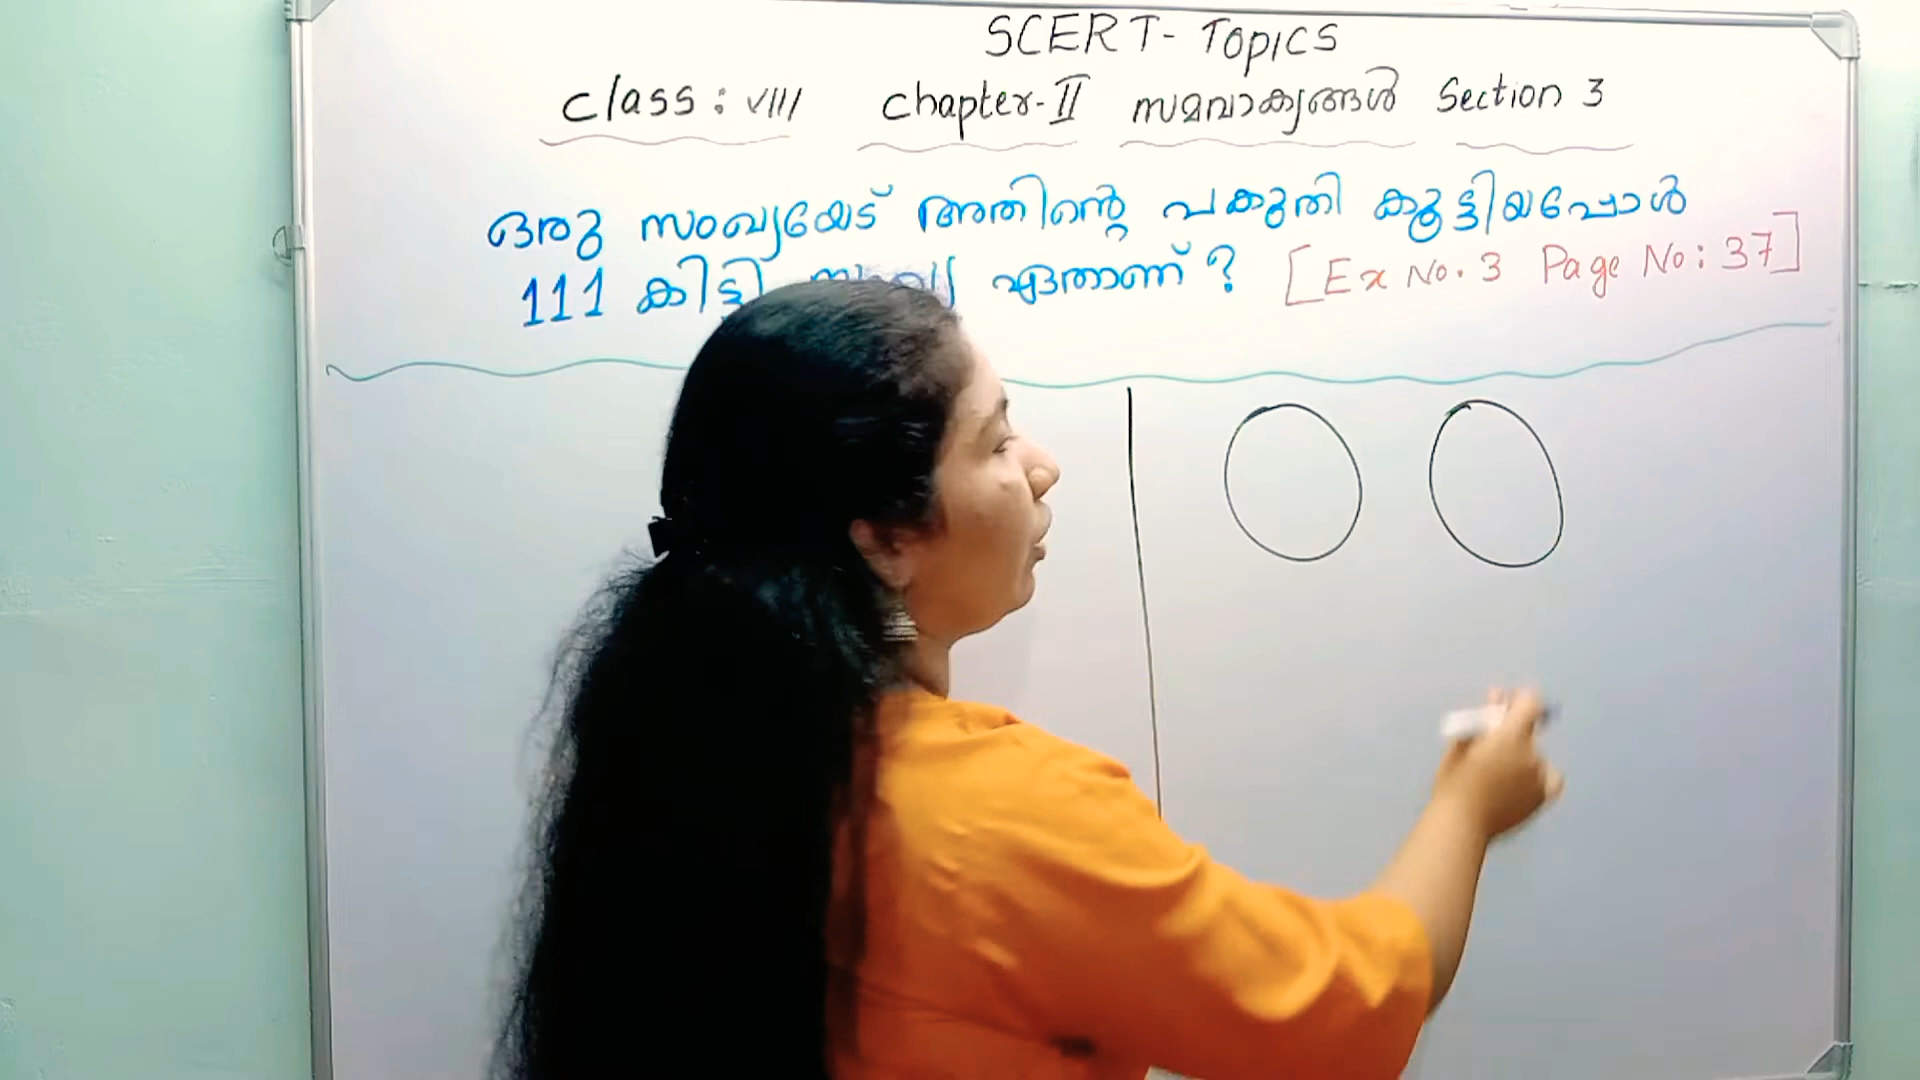 SCERT- TOPICS
Class : VIII Chapter-II സമവാക്യങ്ങൾ Section 3
ഒരു സംഖ്യയോട് അതിന്റെ പകുതി കൂട്ടിയപ്പോൾ
111 കിട്ടി ഏതാണ് ? [Ex No. 3 Page No: 37]